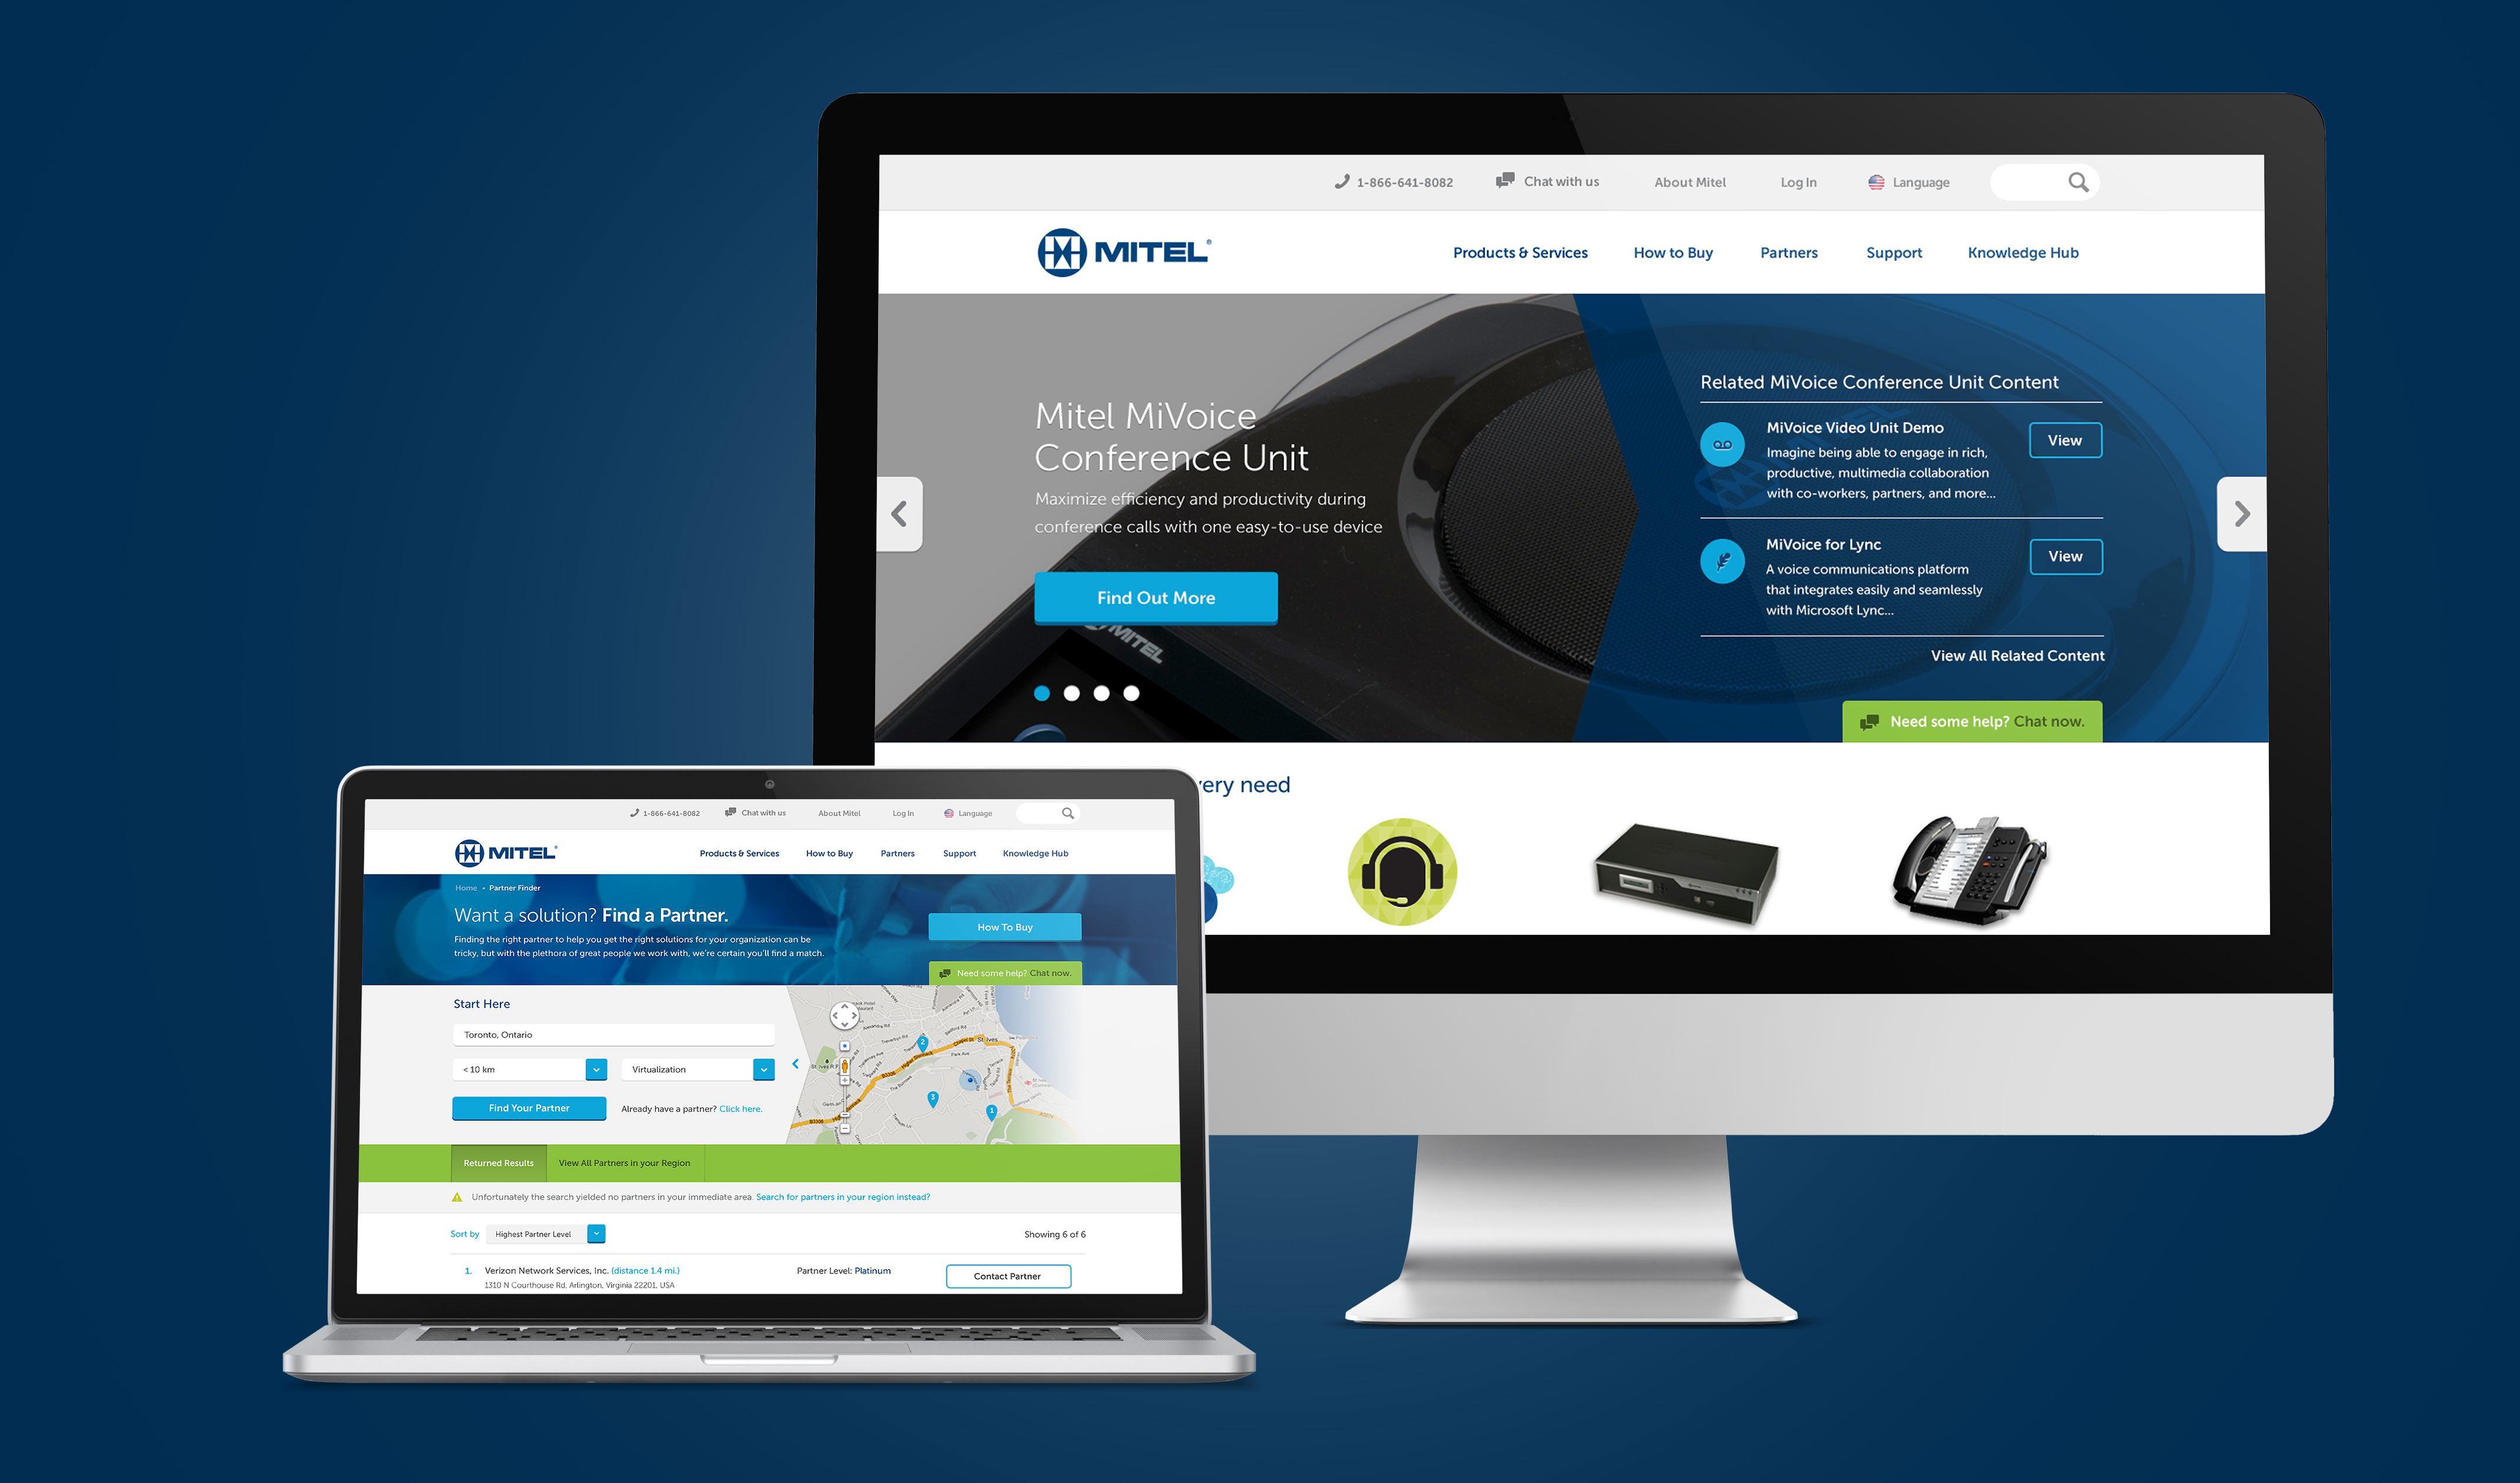 1-866-641-8082
Chat with us
About Mitel
Log In
Language
MITEL®
Products & Services
How to Buy
Partners
Support
Knowledge Hub
Mitel MiVoice
Conference Unit
Maximize efficiency and productivity during
conference calls with one easy-to-use device
Find Out More
MITEL
Related MiVoice Conference Unit Content
MiVoice Video Unit Demo
Imagine being able to engage in rich,
productive, multimedia collaboration
with co-workers, partners, and more...
View
MiVoice for Lync
A voice communications platform
that integrates easily and seamlessly
with Microsoft Lync...
View
View All Related Content
Need some help? Chat now.
very need
1-866-641-8082
Chat with us
About Mitel
Log In
Language
MITEL®
Products & Services
How to Buy
Partners
Support
Knowledge Hub
Home • Partner Finder
Want a solution? Find a Partner.
Finding the right partner to help you get the right solutions for your organization can be
tricky, but with the plethora of great people we work with, we're certain you'll find a match.
How To Buy
Need some help? Chat now.
Start Here
Toronto, Ontario
< 10 km
Virtualization
Find Your Partner
Already have a partner? Click here.
St Ives
Park Ave
B3306
B3306
2
3
1
Returned Results
View All Partners in your Region
Unfortunately the search yielded no partners in your immediate area. Search for partners in your region instead?
Sort by
Highest Partner Level
Showing 6 of 6
1. Verizon Network Services, Inc. (distance 1.4 mi.)
1310 N Courthouse Rd, Arlington, Virginia 22201, USA
Partner Level: Platinum
Contact Partner